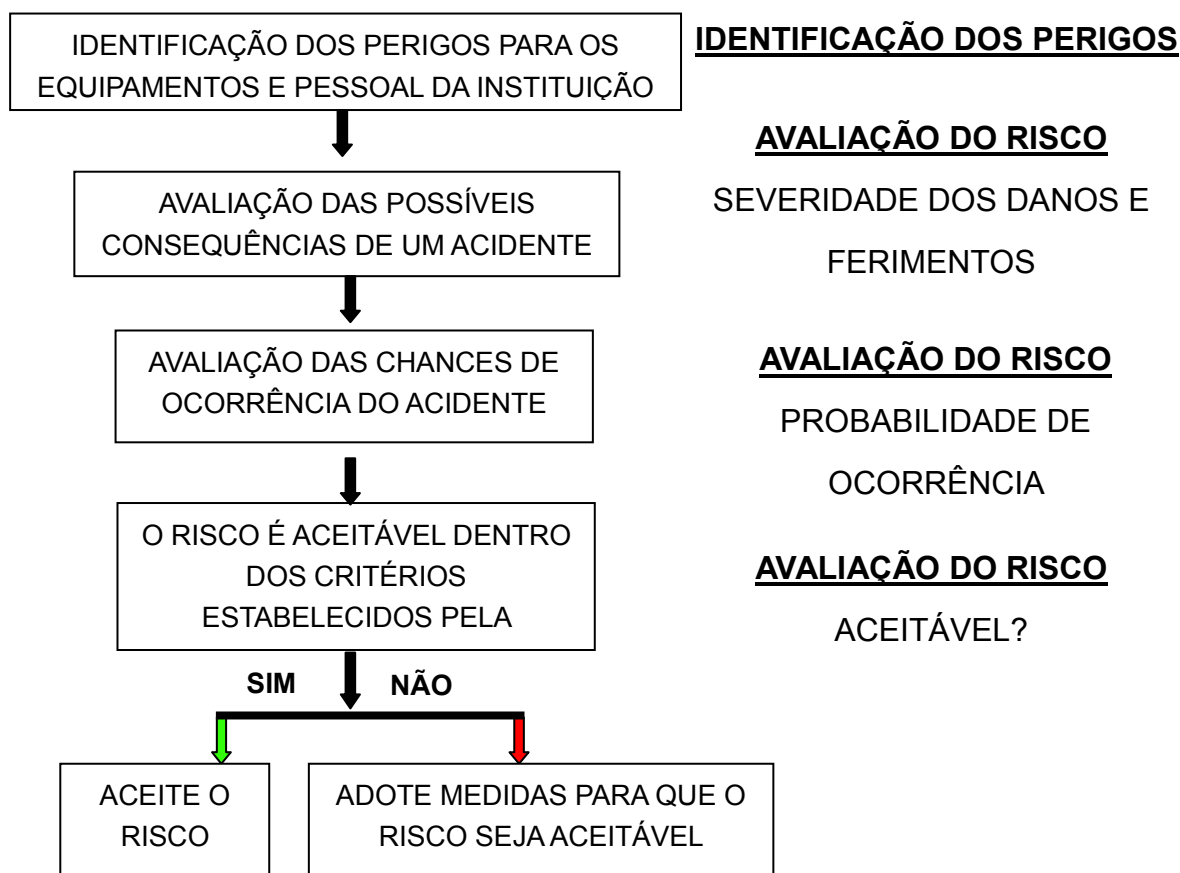 IDENTIFICAÇÃO DOS PERIGOS PARA OS
EQUIPAMENTOS E PESSOAL DA INSTITUIÇÃO
IDENTIFICAÇÃO DOS PERIGOS
AVALIAÇÃO DAS POSSÍVEIS
CONSEQUÊNCIAS DE UM ACIDENTE
AVALIAÇÃO DO RISCO
SEVERIDADE DOS DANOS E
FERIMENTOS
AVALIAÇÃO DAS CHANCES DE
OCORRÊNCIA DO ACIDENTE
AVALIAÇÃO DO RISCO
PROBABILIDADE DE
OCORRÊNCIA
O RISCO É ACEITÁVEL DENTRO
DOS CRITÉRIOS
ESTABELECIDOS PELA
AVALIAÇÃO DO RISCO
ACEITÁVEL?
SIM
NÃO
ACEITE O
RISCO
ADOTE MEDIDAS PARA QUE O
RISCO SEJA ACEITÁVEL